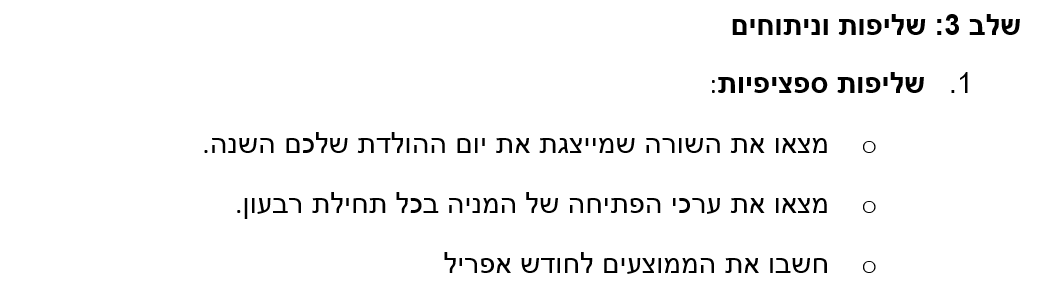 שלב 3: שליפות וניתוחים
1. שליפות ספציפיות:
o מצאו את השורה שמייצגת את יום ההולדת שלכם השנה.
o מצאו את ערכי הפתיחה של המניה בכל תחילת רבעון.
o חשבו את הממוצעים לחודש אפריל